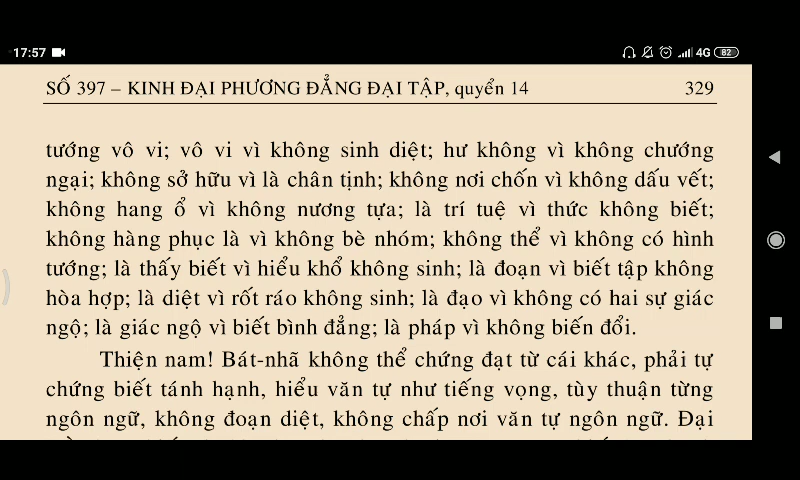 17:57
4G 82
SỐ 397 – KINH ĐẠI PHƯƠNG ĐẲNG ĐẠI TẬP, quyển 14 329
tướng vô vi; vô vi vì không sinh diệt; hư không vì không chướng
ngại; không sở hữu vì là chân tịnh; không nơi chốn vì không dấu vết;
không hang ổ vì không nương tựa; là trí tuệ vì thức không biết;
không hàng phục là vì không bè nhóm; không thể vì không có hình
tướng; là thấy biết vì hiểu khổ không sinh; là đoạn vì biết tập không
hòa hợp; là diệt vì rốt ráo không sinh; là đạo vì không có hai sự giác
ngộ; là giác ngộ vì biết bình đẳng; là pháp vì không biến đổi.
Thiện nam! Bát-nhã không thể chứng đạt từ cái khác, phải tự
chứng biết tánh hạnh, hiểu văn tự như tiếng vọng, tùy thuận từng
ngôn ngữ, không đoạn diệt, không chấp nơi văn tự ngôn ngữ. Đại